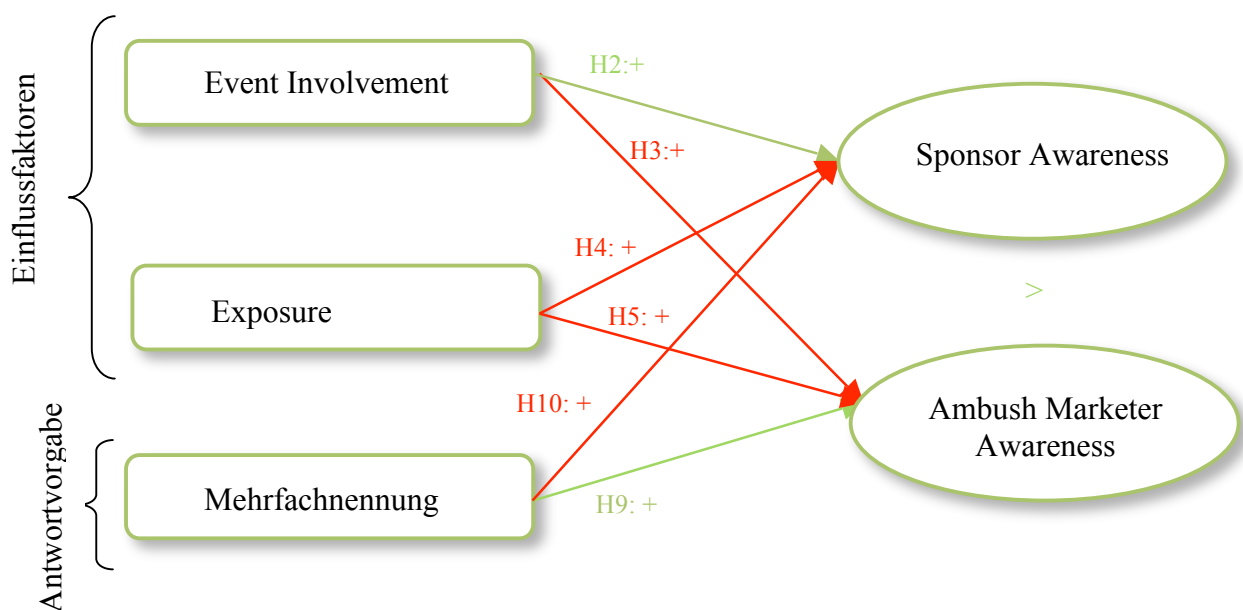 Einflussfaktoren
Event Involvement
H2:+
Sponsor Awareness
H3:+
H4: +
>
Exposure
H5: +
H10: +
Ambush Marketer
Awareness
Antwortvorgabe
Mehrfachnennung
H9: +